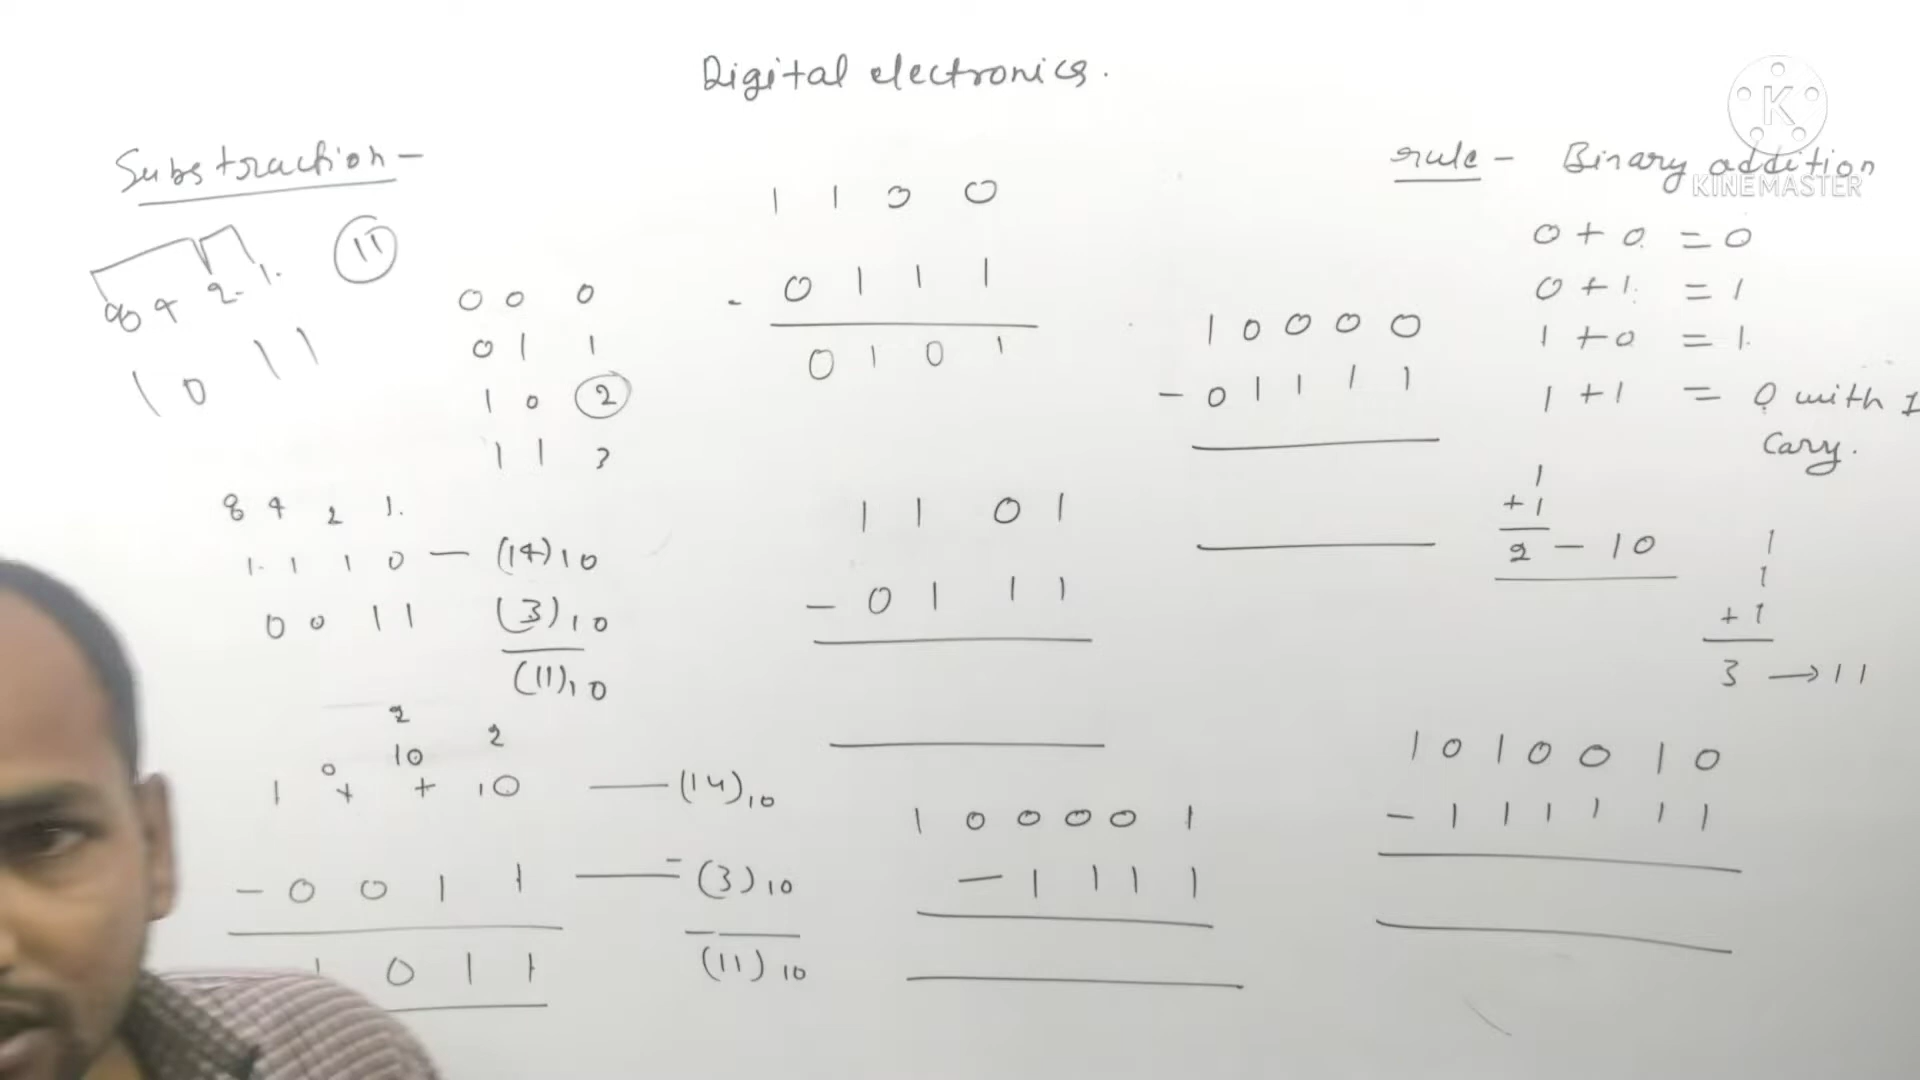 Digital electronics.
Substraction -
8 4 2 1.
11
1 0 1 1
0 0 0
0 1 1
1 0 2
1 1 3
8 4 2 1.
1. 1 1 0 — (14)10
0 0 1 1 (3)10
(11)10
2
10 2
1 0 10 — (14)10
- 0 0 1 1 — - (3)10
1 0 1 1 (11)10
1 1 0 0
- 0 1 1 1
0 1 0 1
1 1 0 1
- 0 1 1 1
1 0 0 0 0 1
- 1 1 1 1
1 0 0 0 0
- 0 1 1 1 1
rule - Binary addition
KINEMASTER
0 + 0 = 0
0 + 1 = 1
1 + 0 = 1.
1 + 1 = 0 with 1
Cary.
1
+ 1
2 - 10
1
1
+ 1
3 → 11
1 0 1 0 0 1 0
- 1 1 1 1 1 1